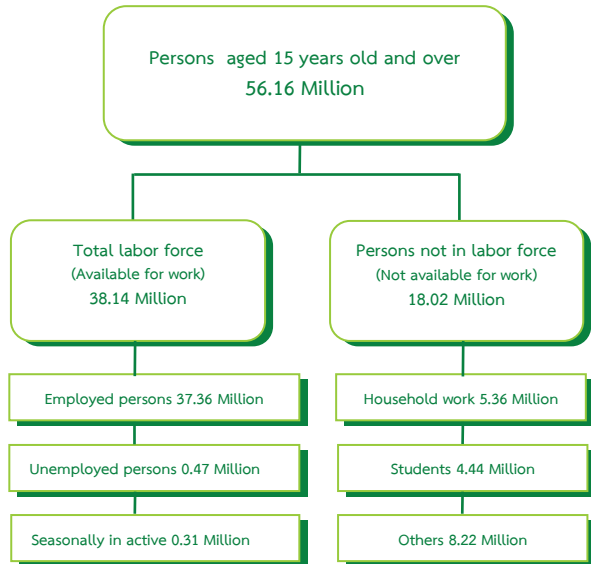 Persons aged 15 years old and over
56.16 Million
Total labor force
(Available for work)
38.14 Million
Persons not in labor force
(Not available for work)
18.02 Million
Employed persons 37.36 Million
Household work 5.36 Million
Unemployed persons 0.47 Million
Students 4.44 Million
Seasonally in active 0.31 Million
Others 8.22 Million